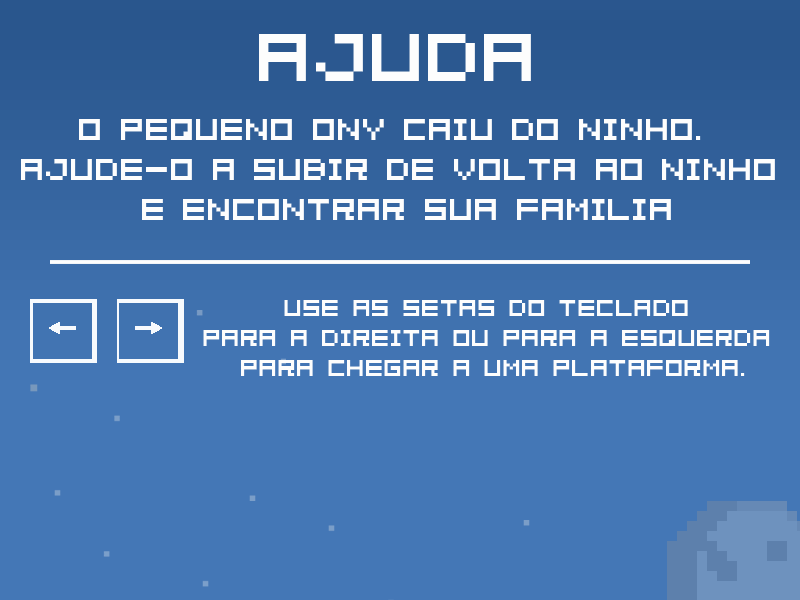 AJUDA
O PEQUENO ONY CAIU DO NINHO.
AJUDE-O A SUBIR DE VOLTA AO NINHO
E ENCONTRAR SUA FAMILIA
USE AS SETAS DO TECLADO
PARA A DIREITA OU PARA A ESQUERDA
PARA CHEGAR A UMA PLATAFORMA.